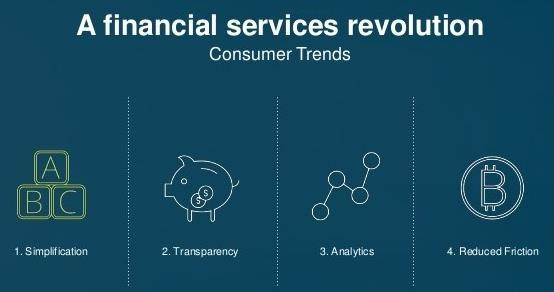 A financial services revolution
Consumer Trends
A
B C
$
$
B
1. Simplification
2. Transparency
3. Analytics
4. Reduced Friction